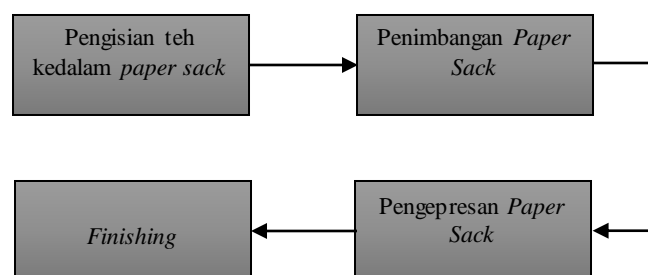 Pengisian teh
kedalam paper sack
Penimbangan Paper
Sack
Pengepresan Paper
Sack
Finishing